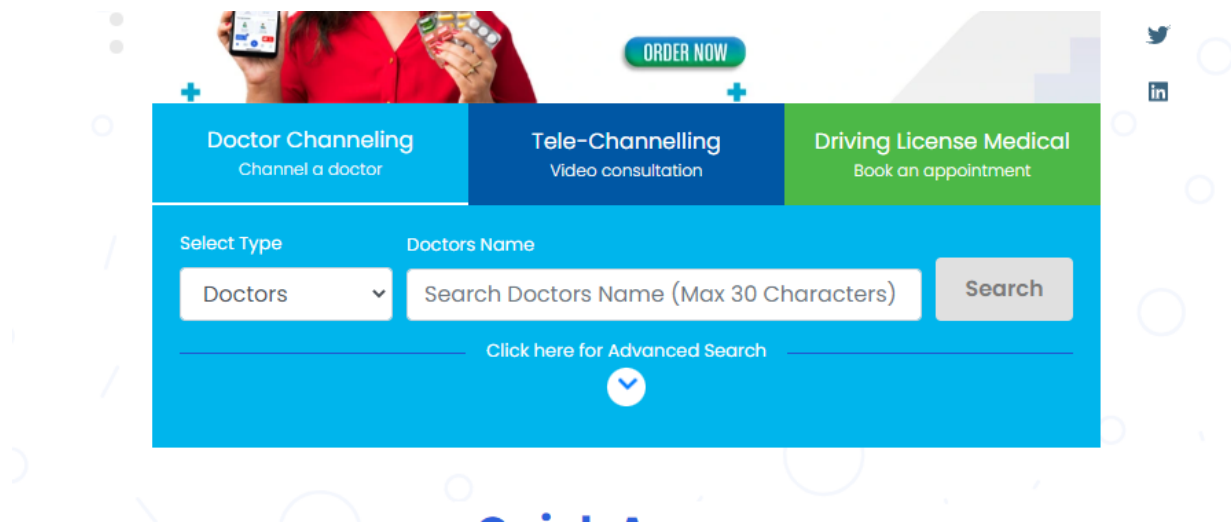 ORDER NOW
in
Doctor Channeling
Channel a doctor
Tele-Channelling
Video consultation
Driving License Medical
Book an appointment
Select Type
Doctors Name
Doctors
Search Doctors Name (Max 30 Characters)
Search
Click here for Advanced Search